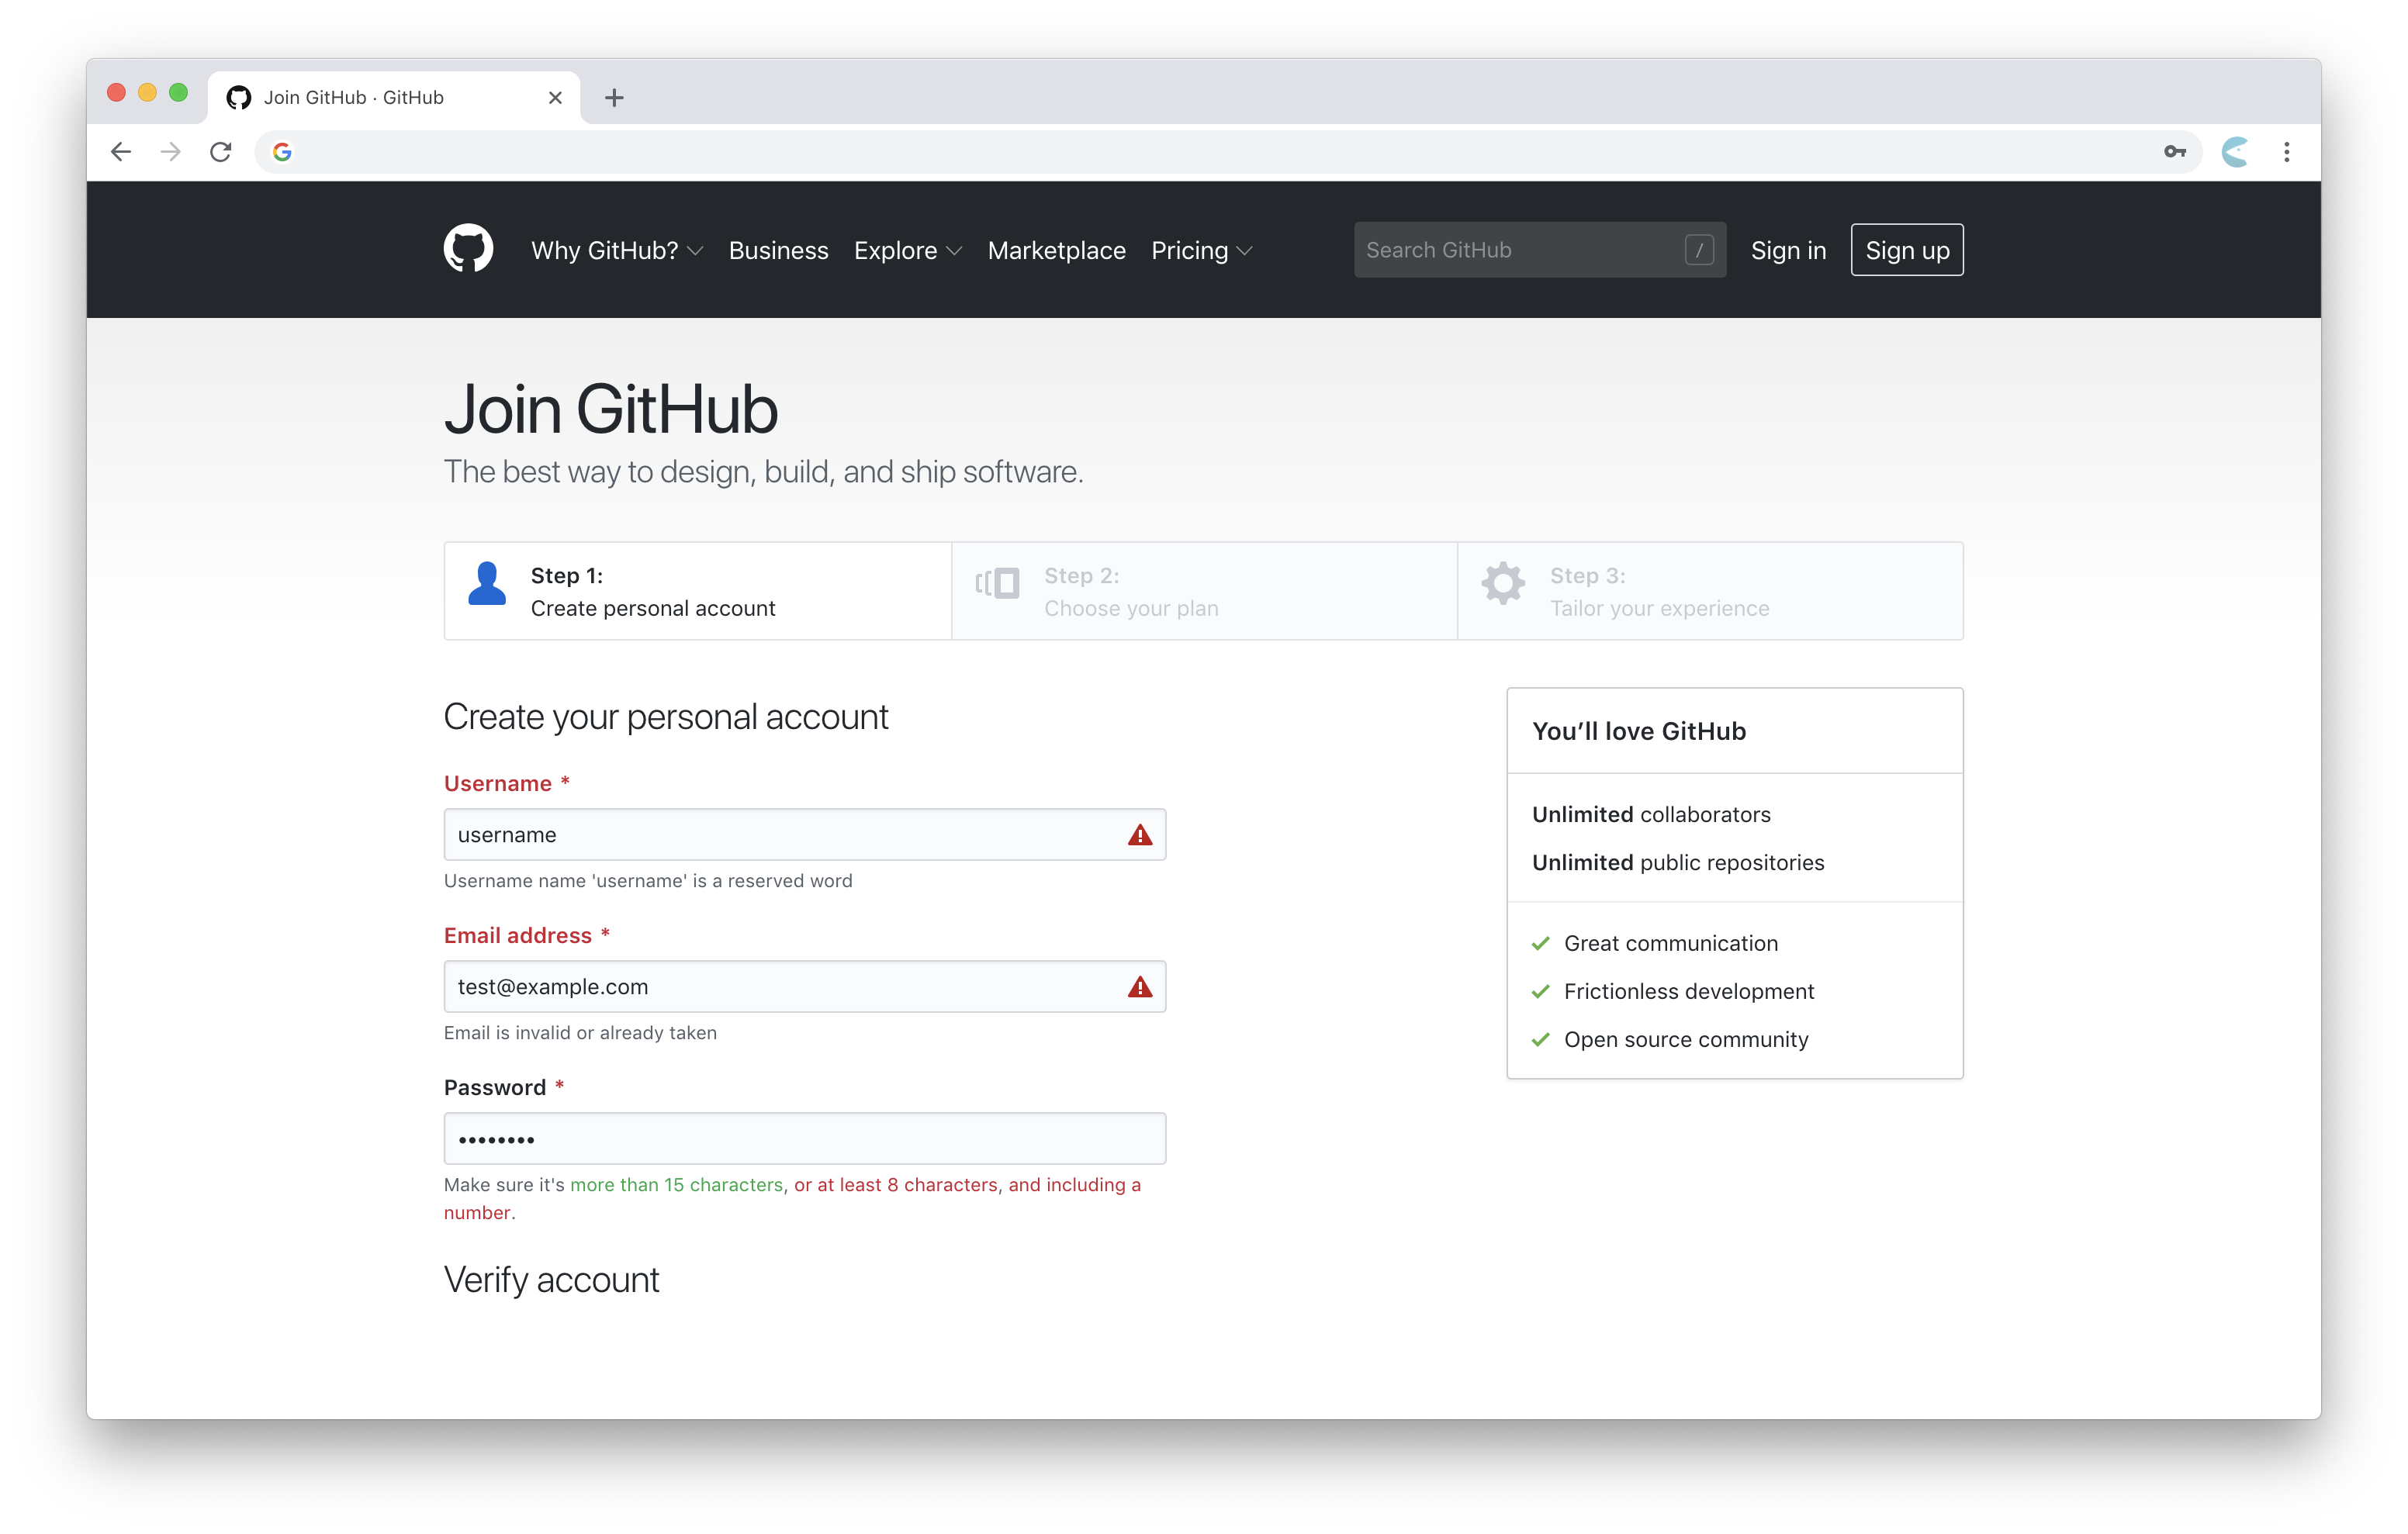 Join GitHub · GitHub
Why GitHub? Business Explore Marketplace Pricing Search GitHub / Sign in Sign up
Join GitHub
The best way to design, build, and ship software.
Step 1:
Create personal account
Step 2:
Choose your plan
Step 3:
Tailor your experience
Create your personal account
Username *
username
Username name 'username' is a reserved word
Email address *
test@example.com
Email is invalid or already taken
Password *
••••••••
Make sure it's more than 15 characters, or at least 8 characters, and including a
number.
Verify account
You’ll love GitHub
Unlimited collaborators
Unlimited public repositories
Great communication
Frictionless development
Open source community